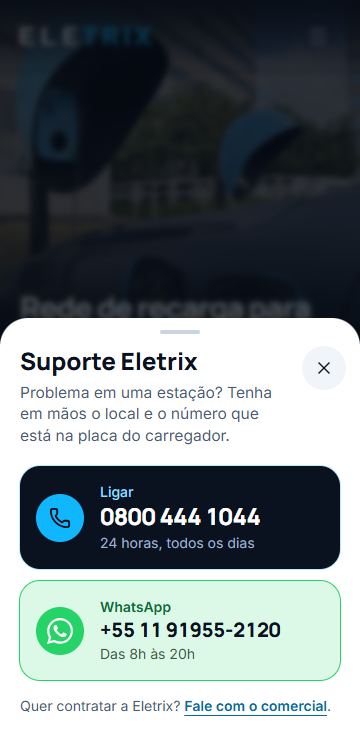 ELETRIX
Rede de recarga para
Suporte Eletrix
Problema em uma estação? Tenha
em mãos o local e o número que
está na placa do carregador.
Ligar
0800 444 1044
24 horas, todos os dias
WhatsApp
+55 11 91955-2120
Das 8h às 20h
Quer contratar a Eletrix? Fale com o comercial.